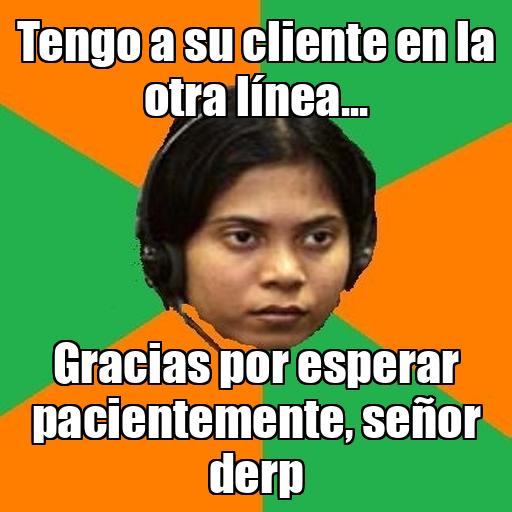 Tengo a su cliente en la
otra línea...
Gracias por esperar
pacientemente, señor
derp